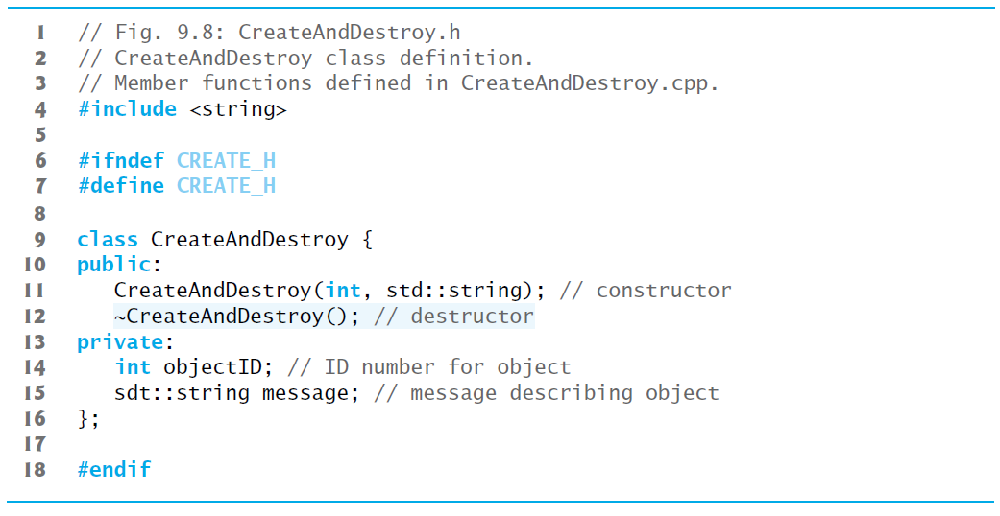 1 // Fig. 9.8: CreateAndDestroy.h
2 // CreateAndDestroy class definition.
3 // Member functions defined in CreateAndDestroy.cpp.
4 #include <string>
5
6 #ifndef CREATE_H
7 #define CREATE_H
8
9 class CreateAndDestroy {
10 public:
11 CreateAndDestroy(int, std::string); // constructor
12 ~CreateAndDestroy(); // destructor
13 private:
14 int objectID; // ID number for object
15 sdt::string message; // message describing object
16 };
17
18 #endif